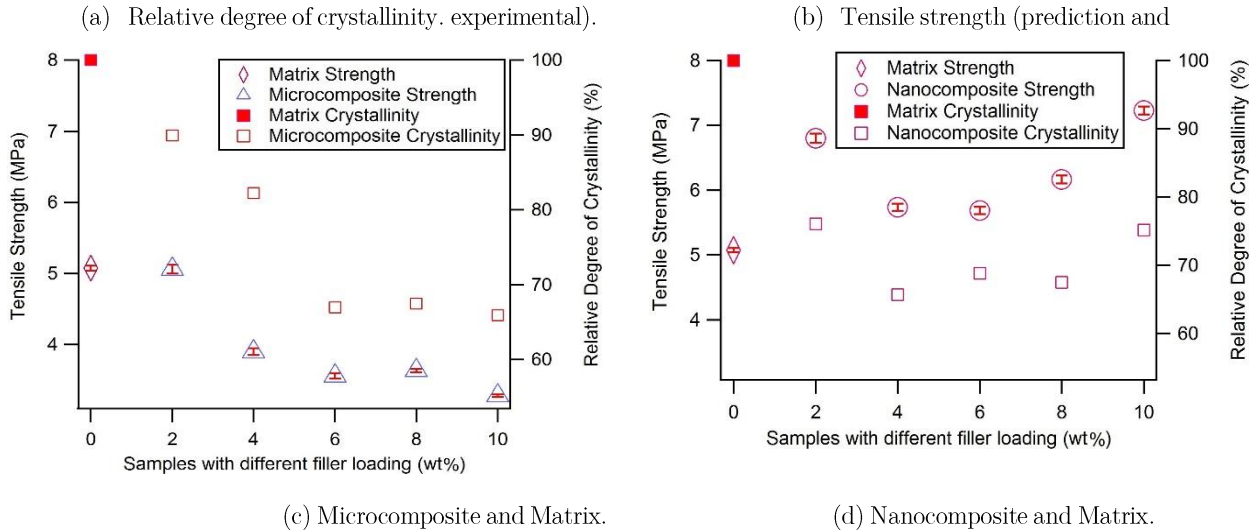 (a) Relative degree of crystallinity. experimental).
(b) Tensile strength (prediction and
8
7
6
5
4
Tensile Strength (MPa)
Matrix Strength
Microcomposite Strength
Matrix Crystallinity
Microcomposite Crystallinity
100
90
80
70
60
Relative Degree of Crystallinity (%)
0 2 4 6 8 10
Samples with different filler loading (wt%)
8
7
6
5
4
Tensile Strength (MPa)
Matrix Strength
Nanocomposite Strength
Matrix Crystallinity
Nanocomposite Crystallinity
100
90
80
70
60
Relative Degree of Crystallinity (%)
0 2 4 6 8 10
Samples with different filler loading (wt%)
(c) Microcomposite and Matrix.
(d) Nanocomposite and Matrix.